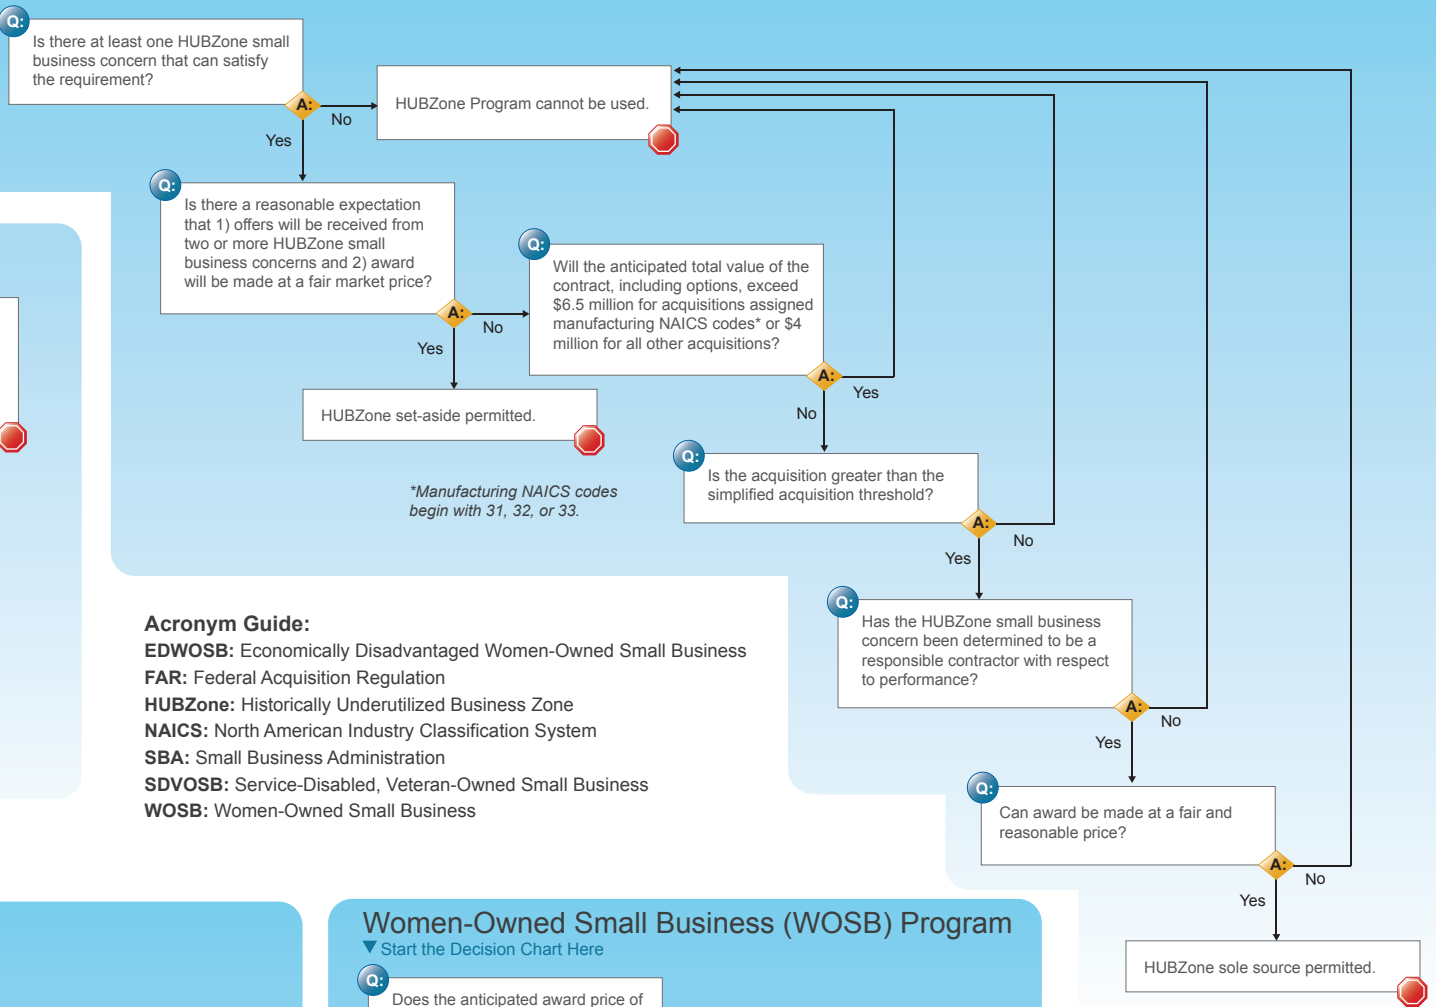 Q:
Is there at least one HUBZone small
business concern that can satisfy
the requirement?
A:
No
Yes
HUBZone Program cannot be used.
Q:
Is there a reasonable expectation
that 1) offers will be received from
two or more HUBZone small
business concerns and 2) award
will be made at a fair market price?
A:
No
Yes
HUBZone set-aside permitted.
Q:
Will the anticipated total value of the
contract, including options, exceed
$6.5 million for acquisitions assigned
manufacturing NAICS codes* or $4
million for all other acquisitions?
A:
Yes
No
*Manufacturing NAICS codes
begin with 31, 32, or 33.
Q:
Is the acquisition greater than the
simplified acquisition threshold?
A:
No
Yes
Q:
Has the HUBZone small business
concern been determined to be a
responsible contractor with respect
to performance?
A:
No
Yes
Q:
Can award be made at a fair and
reasonable price?
A:
No
Yes
HUBZone sole source permitted.
Acronym Guide:
EDWOSB: Economically Disadvantaged Women-Owned Small Business
FAR: Federal Acquisition Regulation
HUBZone: Historically Underutilized Business Zone
NAICS: North American Industry Classification System
SBA: Small Business Administration
SDVOSB: Service-Disabled, Veteran-Owned Small Business
WOSB: Women-Owned Small Business
Women-Owned Small Business (WOSB) Program
Start the Decision Chart Here
Q:
Does the anticipated award price of